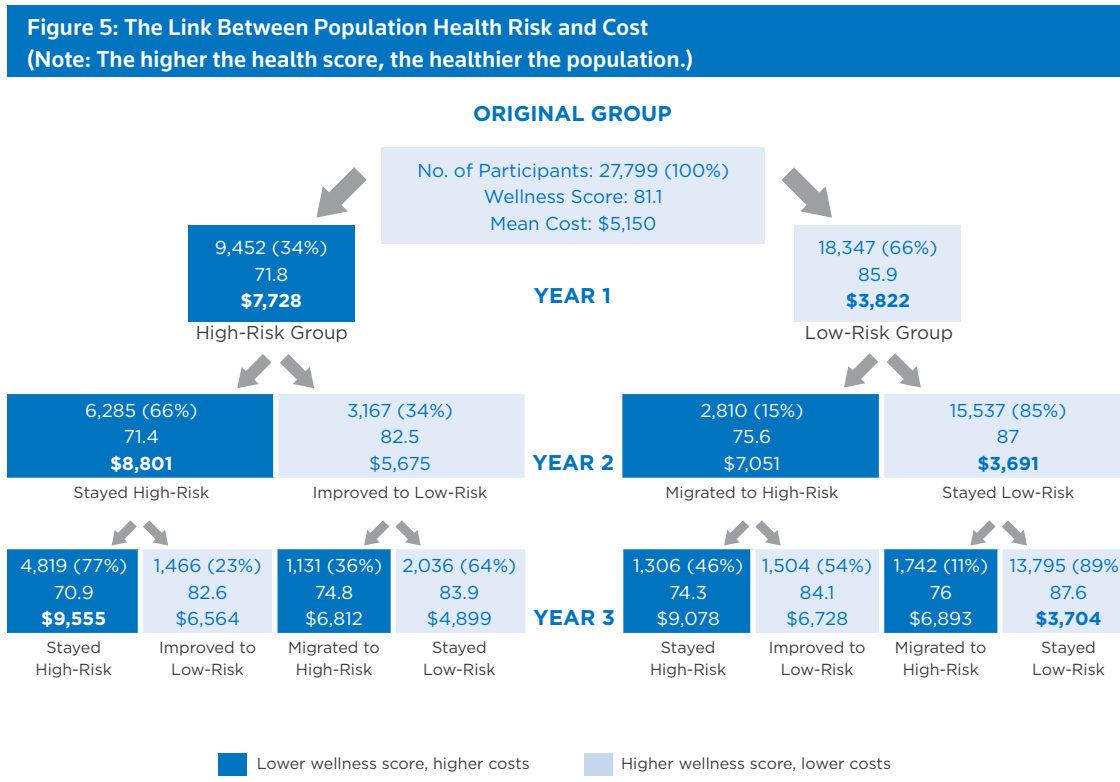 Figure 5: The Link Between Population Health Risk and Cost
(Note: The higher the health score, the healthier the population.)
ORIGINAL GROUP
No. of Participants: 27,799 (100%)
Wellness Score: 81.1
Mean Cost: $5,150
9,452 (34%)
71.8
$7,728
High-Risk Group
YEAR 1
18,347 (66%)
85.9
$3,822
Low-Risk Group
6,285 (66%)
71.4
$8,801
Stayed High-Risk
3,167 (34%)
82.5
$5,675
Improved to Low-Risk
YEAR 2
2,810 (15%)
75.6
$7,051
Migrated to High-Risk
15,537 (85%)
87
$3,691
Stayed Low-Risk
4,819 (77%)
70.9
$9,555
Stayed
High-Risk
1,466 (23%)
82.6
$6,564
Improved to
Low-Risk
1,131 (36%)
74.8
$6,812
Migrated to
High-Risk
2,036 (64%)
83.9
$4,899
Stayed
Low-Risk
YEAR 3
1,306 (46%)
74.3
$9,078
Stayed
High-Risk
1,504 (54%)
84.1
$6,728
Improved to
Low-Risk
1,742 (11%)
76
$6,893
Migrated to
High-Risk
13,795 (89%
87.6
$3,704
Stayed
Low-Risk
Lower wellness score, higher costs
Higher wellness score, lower costs